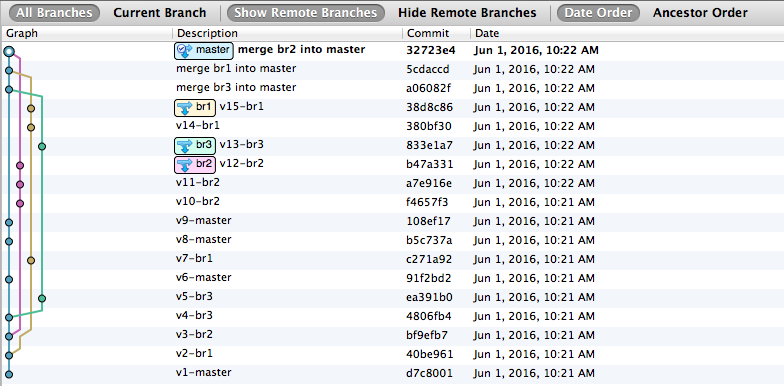 All Branches Current Branch Show Remote Branches Hide Remote Branches Date Order Ancestor Order
Graph Description Commit Date
master merge br2 into master 32723e4 Jun 1, 2016, 10:22 AM
merge br1 into master 5cdaccd Jun 1, 2016, 10:22 AM
merge br3 into master a06082f Jun 1, 2016, 10:22 AM
br1 v15-br1 38d8c86 Jun 1, 2016, 10:22 AM
v14-br1 380bf30 Jun 1, 2016, 10:22 AM
br3 v13-br3 833e1a7 Jun 1, 2016, 10:22 AM
br2 v12-br2 b47a331 Jun 1, 2016, 10:22 AM
v11-br2 a7e916e Jun 1, 2016, 10:22 AM
v10-br2 f4657f3 Jun 1, 2016, 10:21 AM
v9-master 108ef17 Jun 1, 2016, 10:21 AM
v8-master b5c737a Jun 1, 2016, 10:21 AM
v7-br1 c271a92 Jun 1, 2016, 10:21 AM
v6-master 91f2bd2 Jun 1, 2016, 10:21 AM
v5-br3 ea391b0 Jun 1, 2016, 10:21 AM
v4-br3 4806fb4 Jun 1, 2016, 10:21 AM
v3-br2 bf9efb7 Jun 1, 2016, 10:21 AM
v2-br1 40be961 Jun 1, 2016, 10:21 AM
v1-master d7c8001 Jun 1, 2016, 10:21 AM